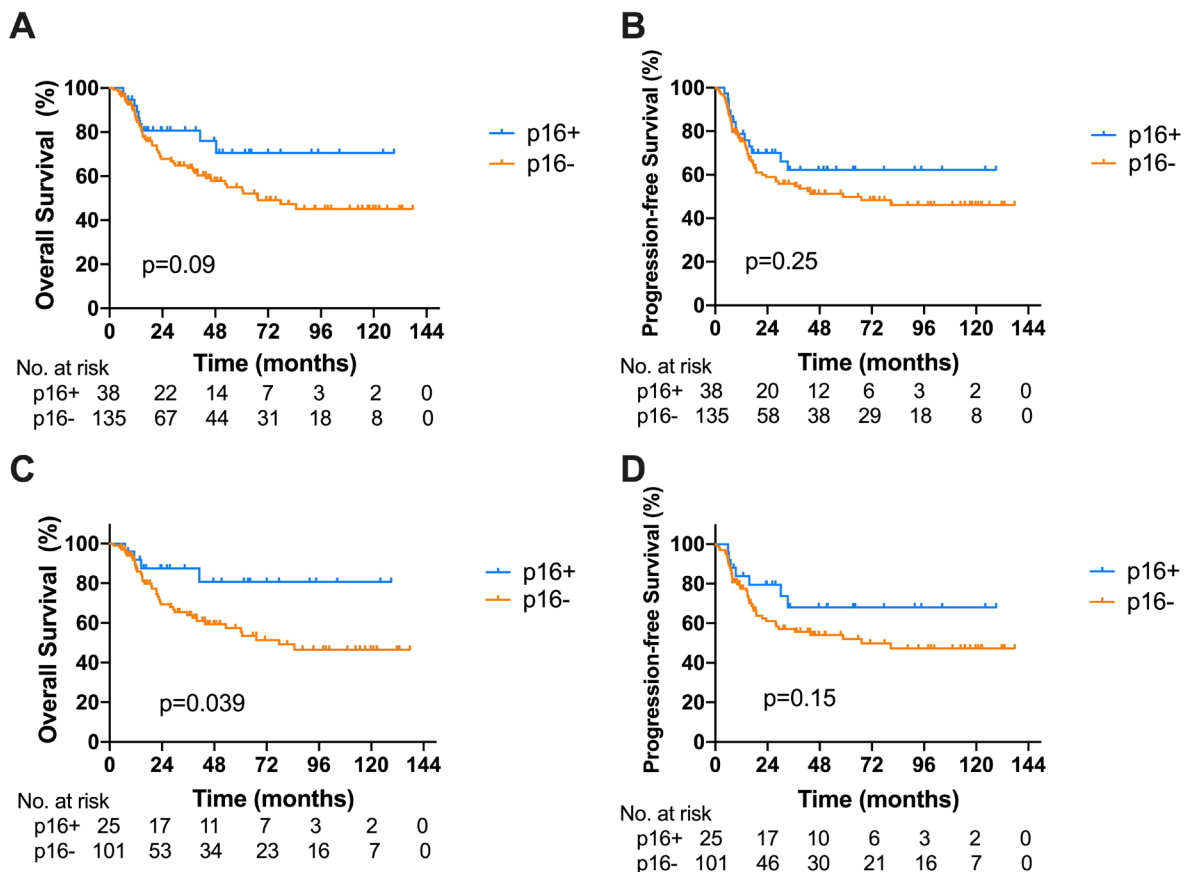 A
Overall Survival (%)
100
80
60
40
20
0
p=0.09
p16+
p16-
0 24 48 72 96 120 144
Time (months)
No. at risk
p16+ 38 22 14 7 3 2 0
p16- 135 67 44 31 18 8 0
B
Progression-free Survival (%)
100
80
60
40
20
0
p=0.25
p16+
p16-
0 24 48 72 96 120 144
Time (months)
No. at risk
p16+ 38 20 12 6 3 2 0
p16- 135 58 38 29 18 8 0
C
Overall Survival (%)
100
80
60
40
20
0
p=0.039
p16+
p16-
0 24 48 72 96 120 144
Time (months)
No. at risk
p16+ 25 17 11 7 3 2 0
p16- 101 53 34 23 16 7 0
D
Progression-free Survival (%)
100
80
60
40
20
0
p=0.15
p16+
p16-
0 24 48 72 96 120 144
Time (months)
No. at risk
p16+ 25 17 10 6 3 2 0
p16- 101 46 30 21 16 7 0